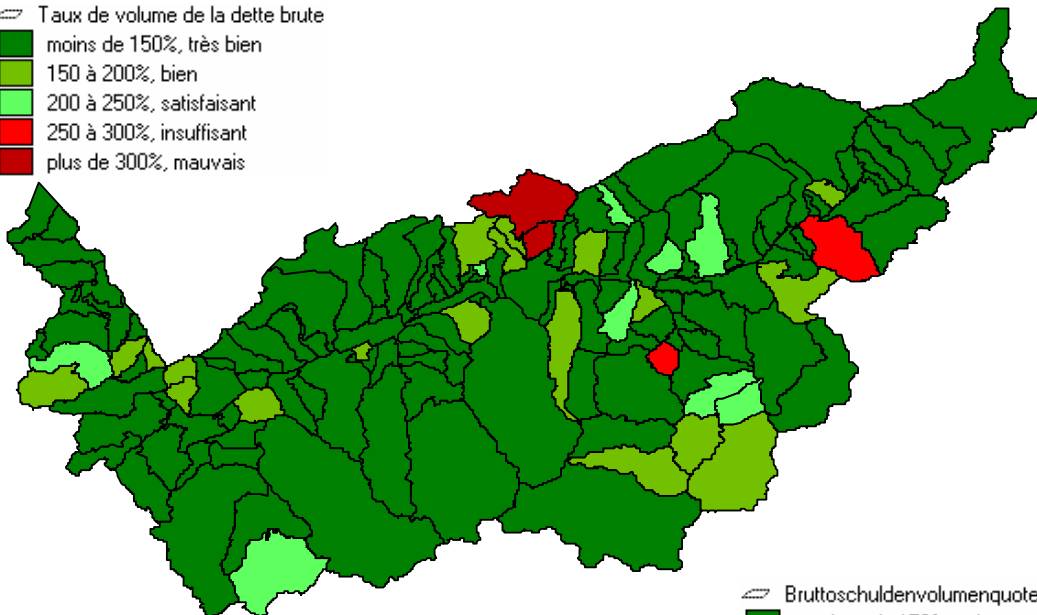 Taux de volume de la dette brute
moins de 150%, très bien
150 à 200%, bien
200 à 250%, satisfaisant
250 à 300%, insuffisant
plus de 300%, mauvais
Bruttoschuldenvolumenquote